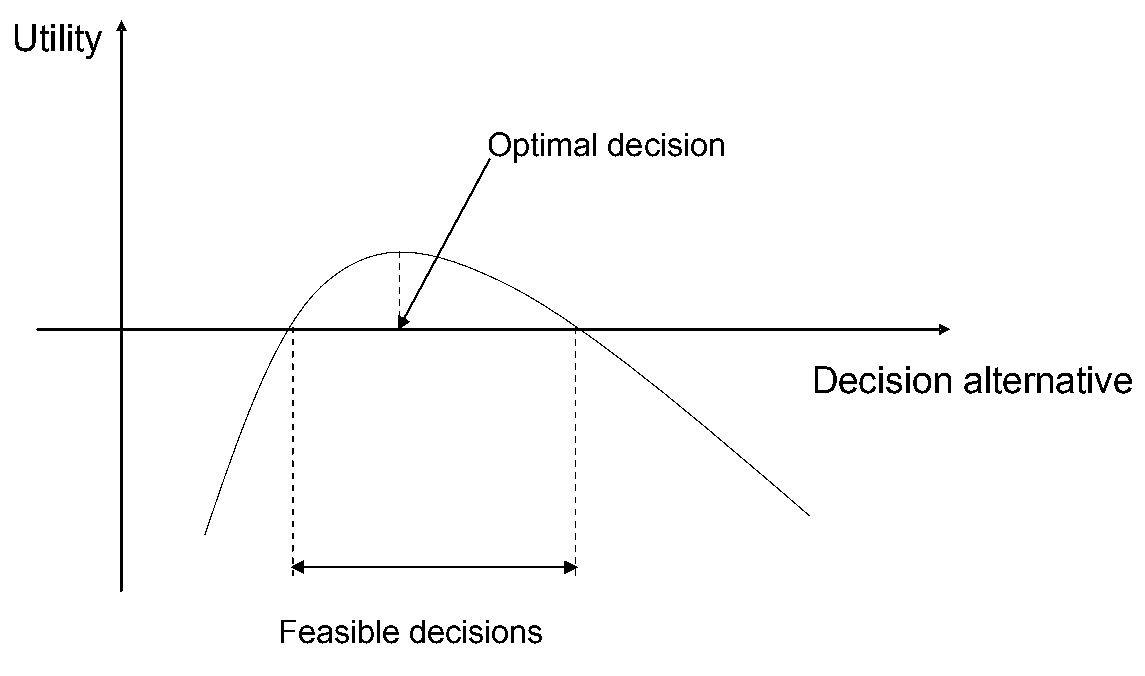 Utility
Optimal decision
Decision alternative
Feasible decisions